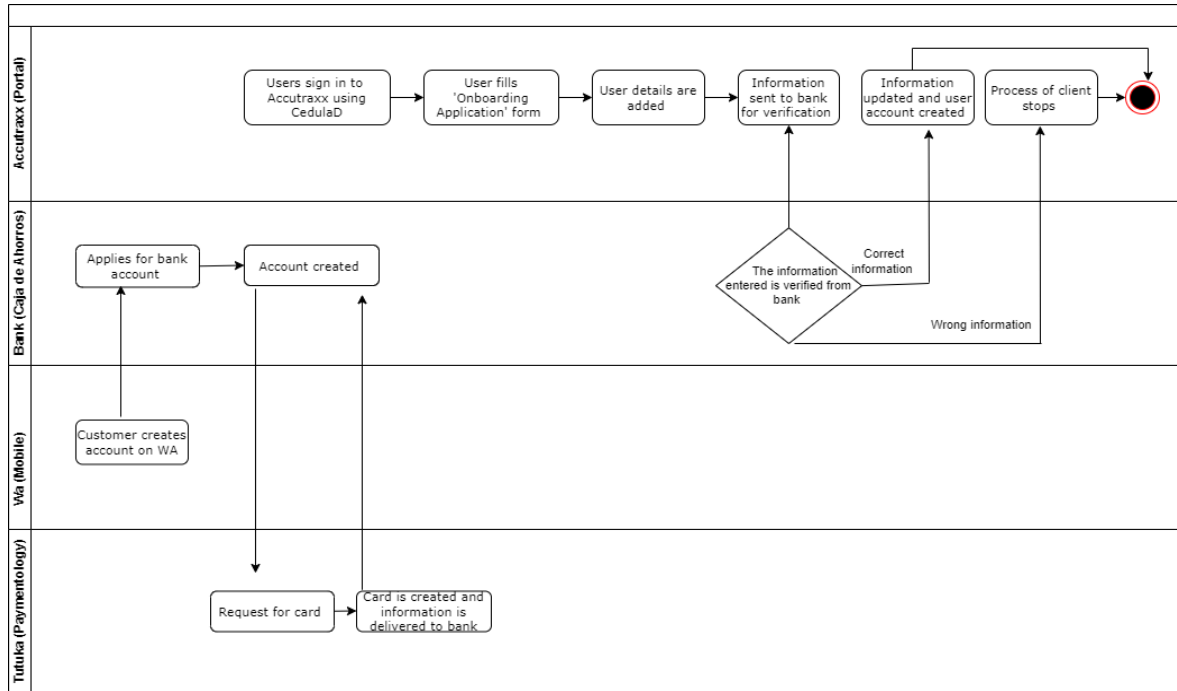 Accutraxx (Portal)
Users sign in to
Accutraxx using
CedulaD
User fills
'Onboarding
Application' form
User details are
added
Information
sent to bank
for verification
Information
updated and user
account created
Process of client
stops
Bank (Caja de Ahorros)
Applies for bank
account
Account created
The information
entered is verified from
bank
Correct
information
Wrong information
Wa (Mobile)
Customer creates
account on WA
Tutuka (Paymentology)
Request for card
Card is created and
information is
delivered to bank